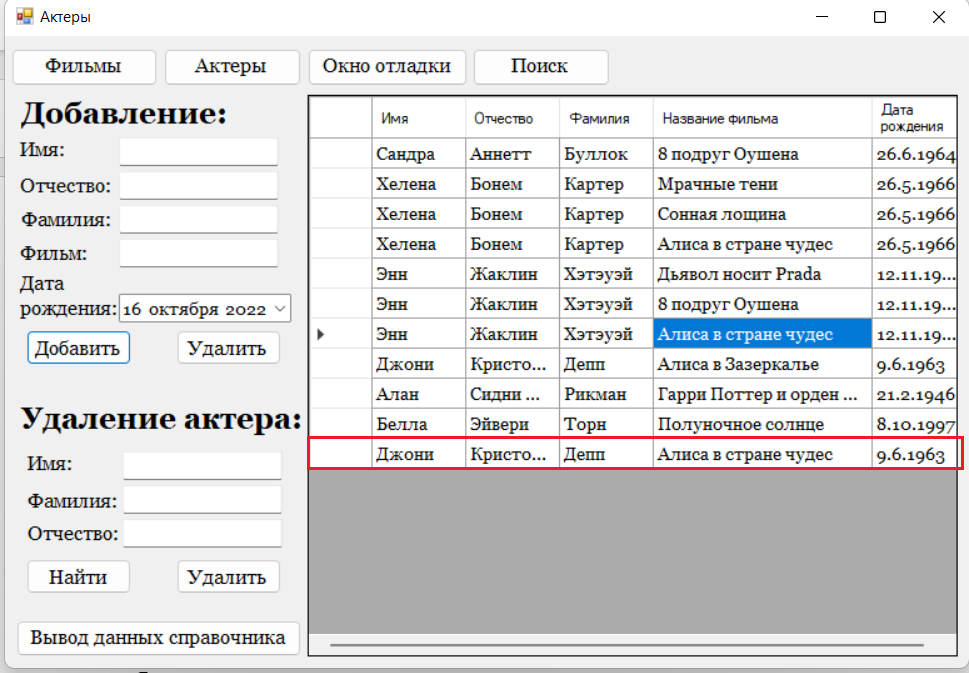 Актеры
Фильмы Актеры Окно отладки Поиск
Добавление:
Имя:
Отчество:
Фамилия:
Фильм:
Дата
рождения: 16 октября 2022
Добавить Удалить
Удаление актера:
Имя:
Фамилия:
Отчество:
Найти Удалить
Вывод данных справочника
Имя Отчество Фамилия Название фильма Дата рождения
Сандра Аннетт Буллок 8 подруг Оушена 26.6.1964
Хелена Бонем Картер Мрачные тени 26.5.1966
Хелена Бонем Картер Сонная лощина 26.5.1966
Хелена Бонем Картер Алиса в стране чудес 26.5.1966
Энн Жаклин Хэтэуэй Дьявол носит Prada 12.11.19...
Энн Жаклин Хэтэуэй 8 подруг Оушена 12.11.19...
Энн Жаклин Хэтэуэй Алиса в стране чудес 12.11.19...
Джони Кристо... Депп Алиса в Зазеркалье 9.6.1963
Алан Сидни ... Рикман Гарри Поттер и орден ... 21.2.1946
Белла Эйвери Торн Полуночное солнце 8.10.1997
Джони Кристо... Депп Алиса в стране чудес 9.6.1963